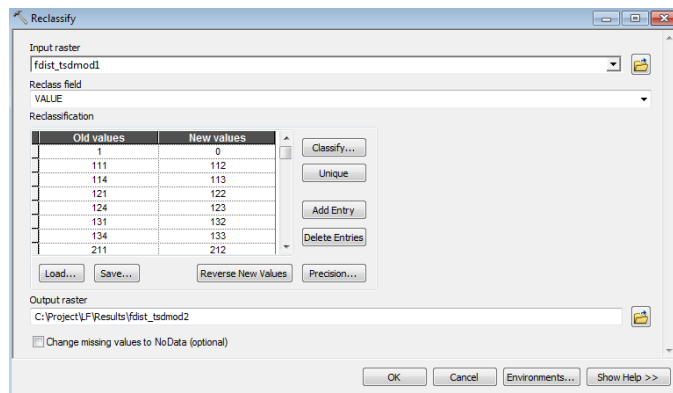 Reclassify
Input raster
fdist_tsdmod1
Reclass field
VALUE
Reclassification
Old values New values
1 0
111 112
114 113
121 122
124 123
131 132
134 133
211 212
Classify...
Unique
Add Entry
Delete Entries
Load... Save... Reverse New Values Precision...
Output raster
C:\Project\LF\Results\fdist_tsdmod2
Change missing values to NoData (optional)
OK Cancel Environments... Show Help >>